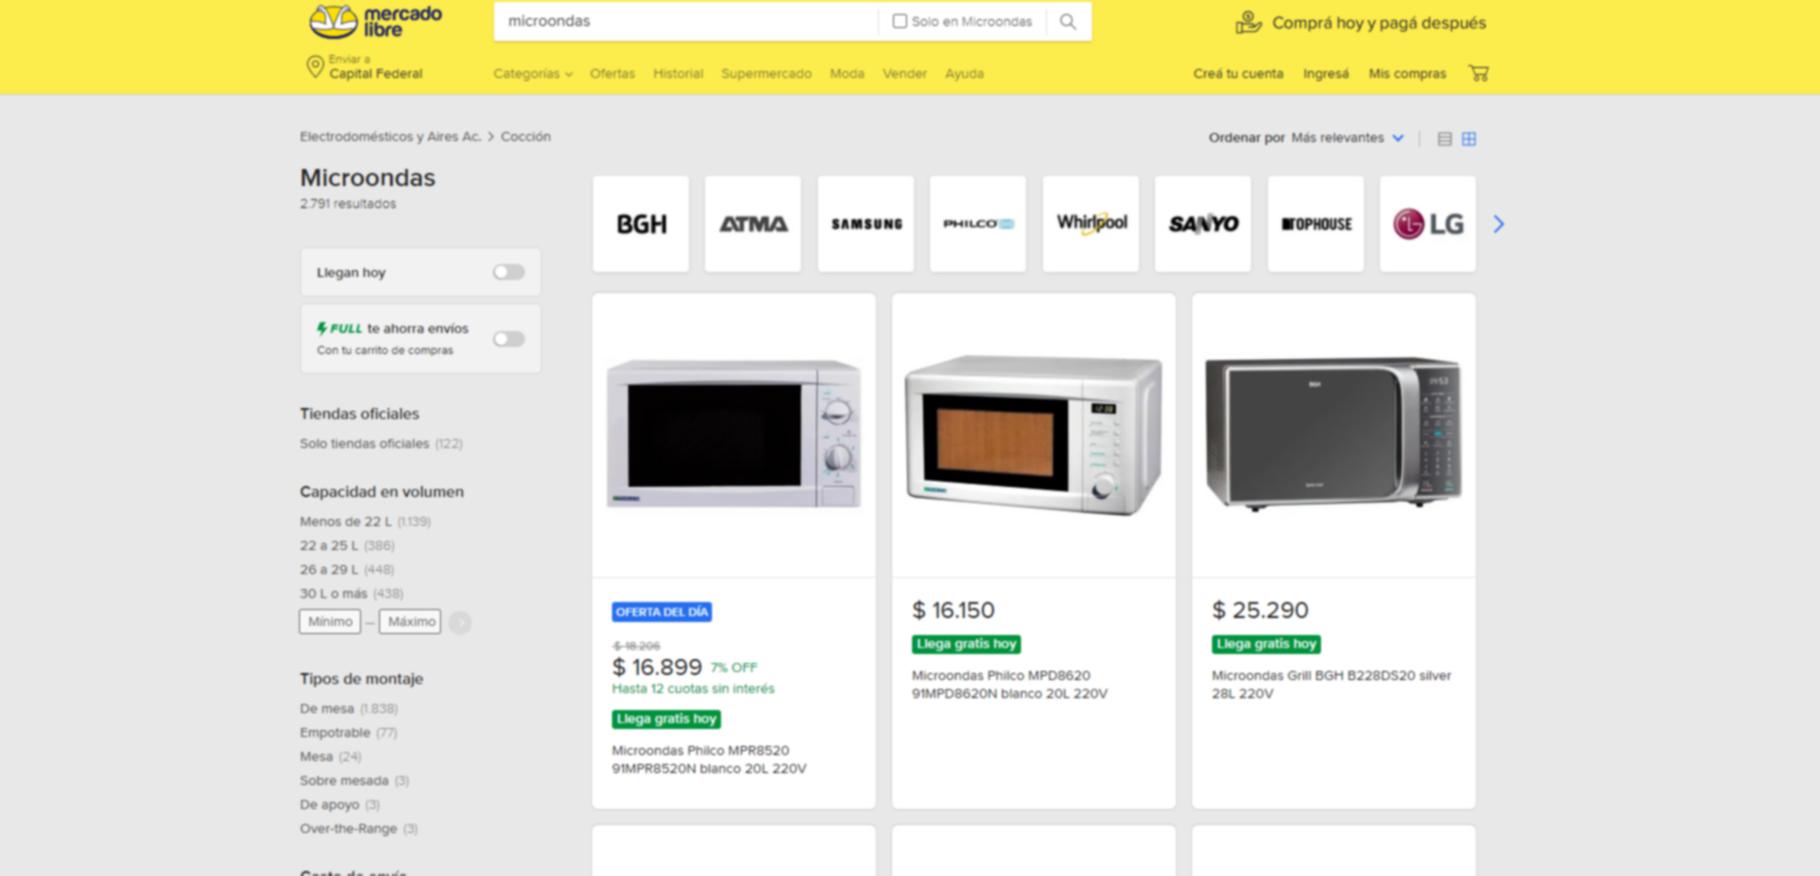 mercado
libre
microondas
Solo en Microondas
Comprá hoy y pagá después
Enviar a
Capital Federal
Categorías
Ofertas
Historial
Supermercado
Moda
Vender
Ayuda
Creá tu cuenta
Ingresá
Mis compras
Electrodomésticos y Aires Ac. > Cocción
Ordenar por Más relevantes
Microondas
2.791 resultados
BGH
ATMA
SAMSUNG
PHILCO
Whirlpool
SANYO
TOPHOUSE
LG
Llegan hoy
FULL te ahorra envíos
Con tu carrito de compras
Tiendas oficiales
Solo tiendas oficiales (122)
Capacidad en volumen
Menos de 22 L (1.139)
22 a 25 L (386)
26 a 29 L (448)
30 L o más (438)
Mínimo – Máximo
Tipos de montaje
De mesa (1.838)
Empotrable (77)
Mesa (24)
Sobre mesada (3)
De apoyo (3)
Over-the-Range (3)
BGH
OFERTA DEL DÍA
$ 18.206
$ 16.899 7% OFF
Hasta 12 cuotas sin interés
Llega gratis hoy
Microondas Philco MPR8520
91MPR8520N blanco 20L 220V
$ 16.150
Llega gratis hoy
Microondas Philco MPD8620
91MPD8620N blanco 20L 220V
$ 25.290
Llega gratis hoy
Microondas Grill BGH B228DS20 silver
28L 220V